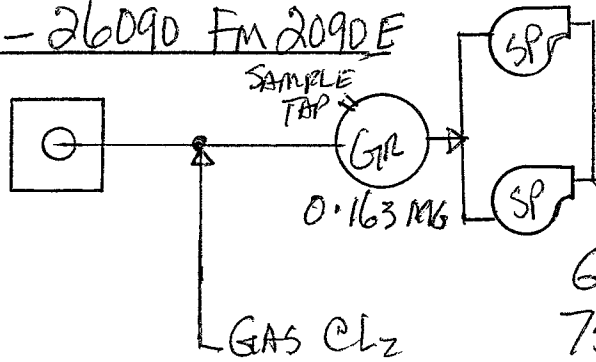 - 26090 FM 2090 E
SAMPLE
TAP
GR
SP
0.163 MG
SP
GAS CL2